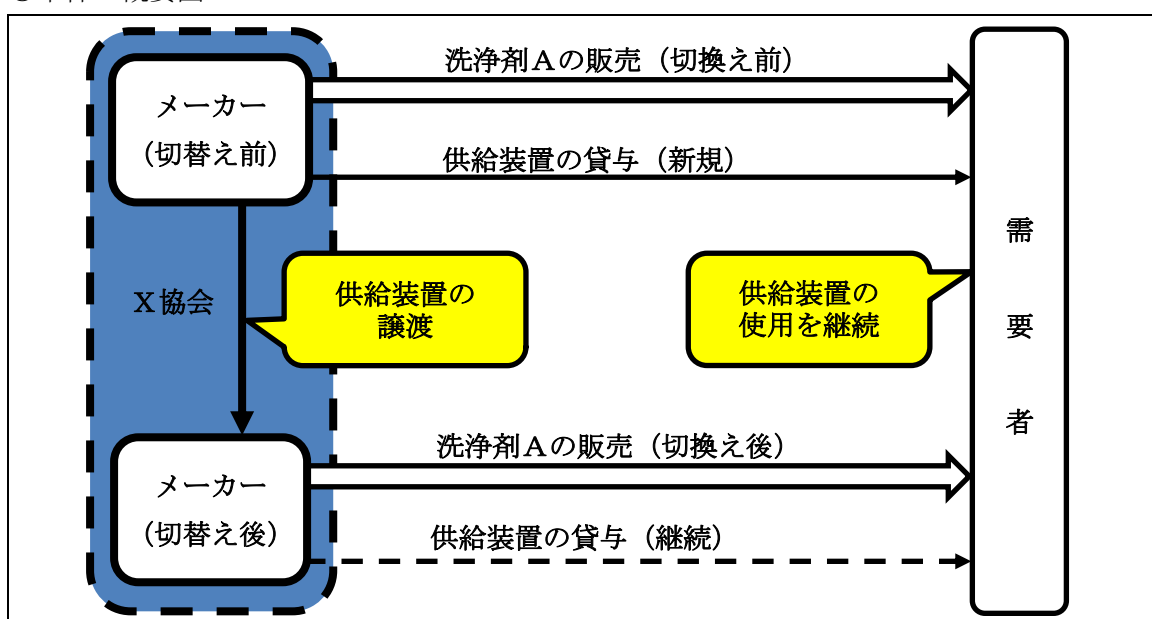 洗浄剤Ａの販売（切換え前）
メーカー
（切替え前）
供給装置の貸与（新規）
Ｘ協会
供給装置の
譲渡
供給装置の
使用を継続
需
要
者
洗浄剤Ａの販売（切換え後）
メーカー
（切替え後）
供給装置の貸与（継続）